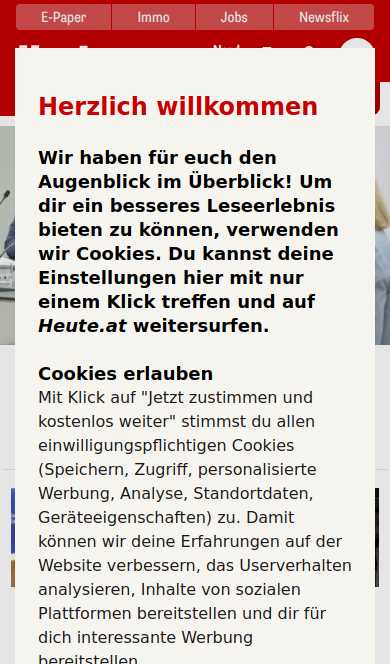 E-Paper Immo Jobs Newsflix
Herzlich willkommen
Wir haben für euch den
Augenblick im Überblick! Um
dir ein besseres Leseerlebnis
bieten zu können, verwenden
wir Cookies. Du kannst deine
Einstellungen hier mit nur
einem Klick treffen und auf
Heute.at weitersurfen.
Cookies erlauben
Mit Klick auf "Jetzt zustimmen und
kostenlos weiter" stimmst du allen
einwilligungspflichtigen Cookies
(Speichern, Zugriff, personalisierte
Werbung, Analyse, Standortdaten,
Geräteeigenschaften) zu. Damit
können wir deine Erfahrungen auf der
Website verbessern, das Userverhalten
analysieren, Inhalte von sozialen
Plattformen bereitstellen und dir für
dich interessante Werbung
bereitstellen